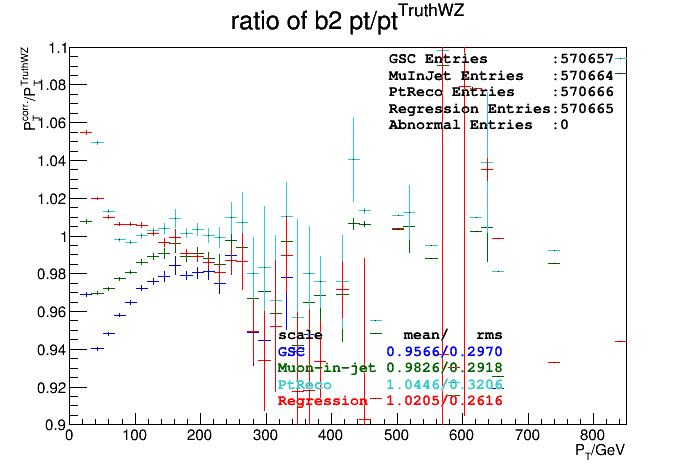 ratio of b2 pt/pt^TruthWZ
P_T^corr./P_T^TruthWZ
1.1
1.08
1.06
1.04
1.02
1
0.98
0.96
0.94
0.92
0.9
GSC Entries :570657
MuInJet Entries :570664
PtReco Entries :570666
Regression Entries:570665
Abnormal Entries :0
scale mean/ rms
GSC 0.9566/0.2970
Muon-in-jet 0.9826/0.2918
PtReco 1.0446/0.3206
Regression 1.0205/0.2616
0 100 200 300 400 500 600 700 800
P_T/GeV